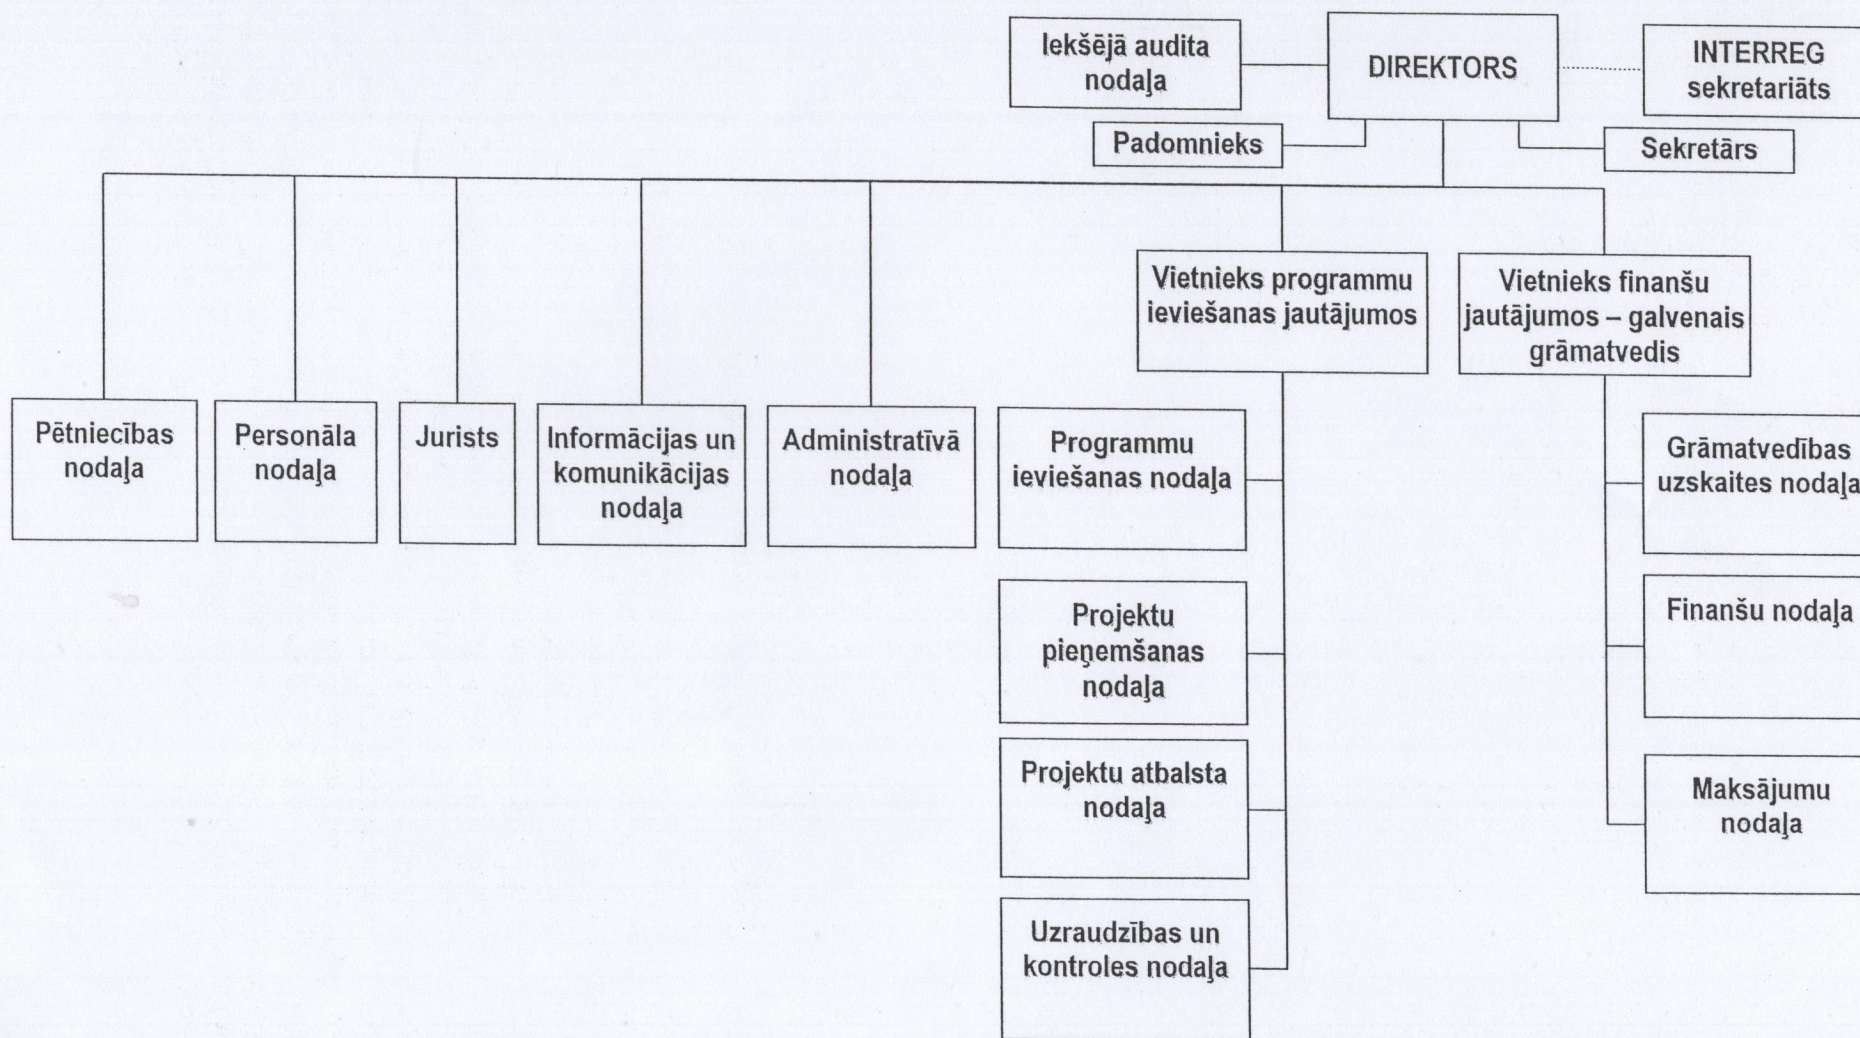 Iekšējā audita
nodaļa
DIREKTORS
INTERREG
sekretariāts
Padomnieks
Sekretārs
Vietnieks programmu
ieviešanas jautājumos
Vietnieks finanšu
jautājumos – galvenais
grāmatvedis
Pētniecības
nodaļa
Personāla
nodaļa
Jurists
Informācijas un
komunikācijas
nodaļa
Administratīvā
nodaļa
Programmu
ieviešanas nodaļa
Grāmatvedības
uzskaites nodaļa
Projektu
pieņemšanas
nodaļa
Finanšu nodaļa
Projektu atbalsta
nodaļa
Maksājumu
nodaļa
Uzraudzības un
kontroles nodaļa